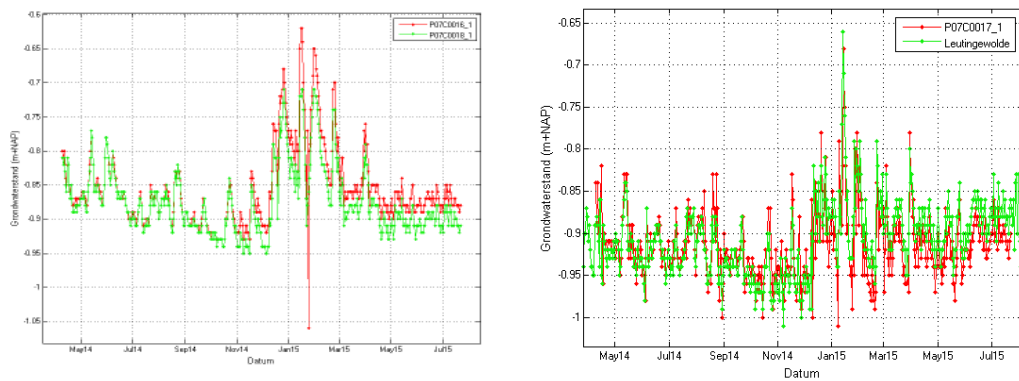 -0.6
-0.65
-0.7
-0.75
-0.8
-0.85
-0.9
-0.95
-1
-1.05
Grondwaterstand (m+NAP)
P07C0016_1
P07C0018_1
May14 Jul14 Sep14 Nov14 Jan15 Mar15 May15 Jul15
Datum
-0.65
-0.7
-0.75
-0.8
-0.85
-0.9
-0.95
-1
Grondwaterstand (m+NAP)
P07C0017_1
Leutingewolde
May14 Jul14 Sep14 Nov14 Jan15 Mar15 May15 Jul15
Datum